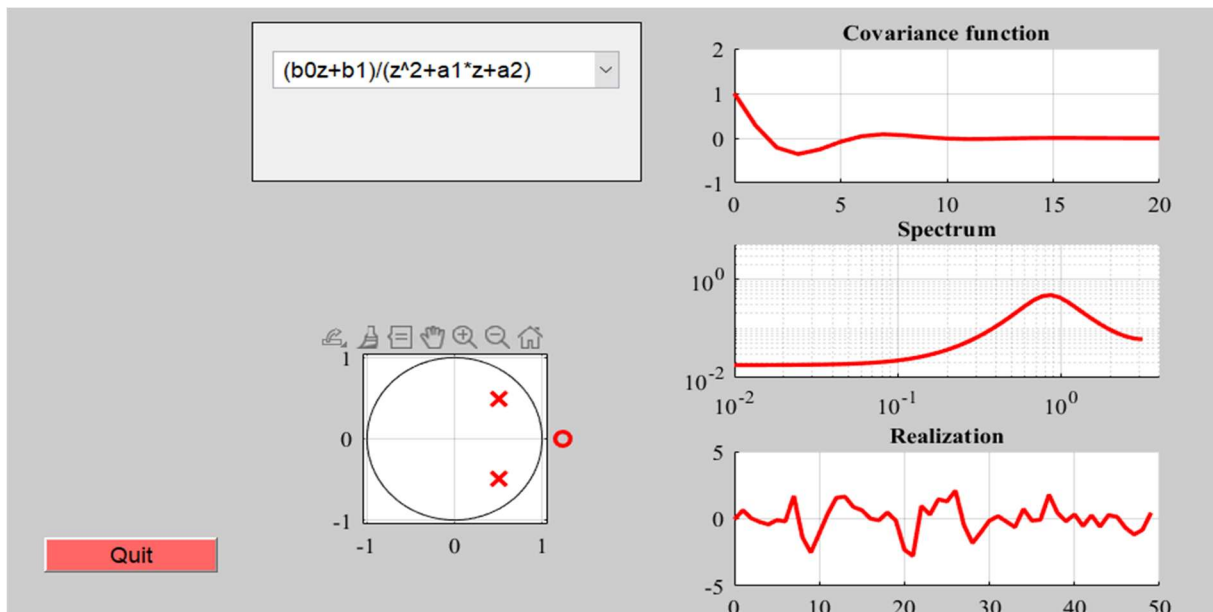 (b0z+b1)/(z^2+a1*z+a2)
Covariance function
2
1
0
-1
0 5 10 15 20
Spectrum
10^0
10^-2
10^-2 10^-1 10^0
1
0
-1
-1 0 1
Realization
5
0
-5
0 10 20 30 40 50
Quit